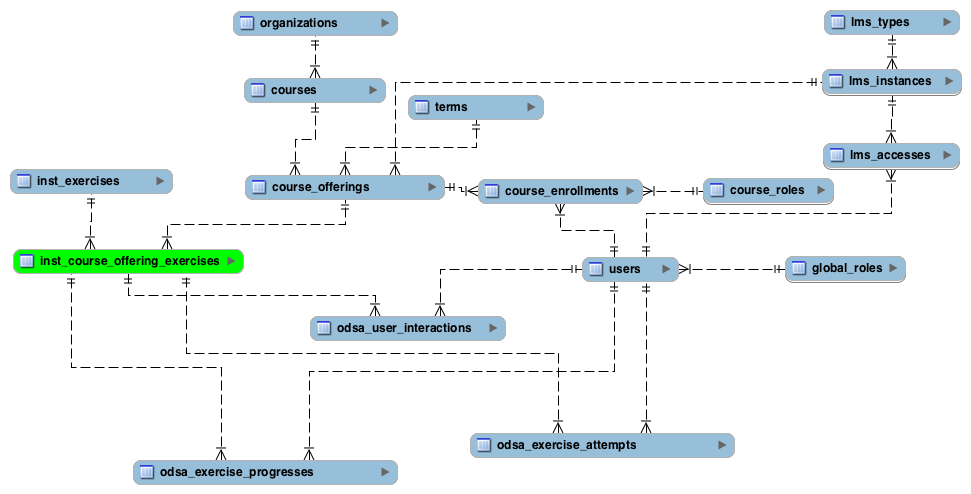 organizations
lms_types
courses
lms_instances
terms
lms_accesses
inst_exercises
course_offerings
course_enrollments
course_roles
inst_course_offering_exercises
users
global_roles
odsa_user_interactions
odsa_exercise_attempts
odsa_exercise_progresses